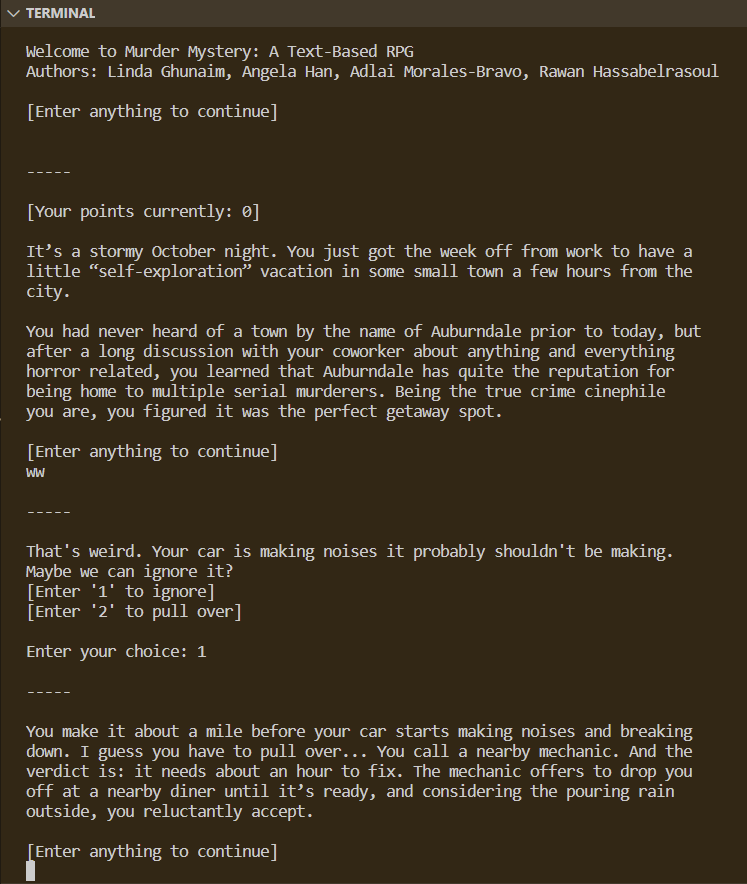 TERMINAL
Welcome to Murder Mystery: A Text-Based RPG
Authors: Linda Ghunaim, Angela Han, Adlai Morales-Bravo, Rawan Hassabelrasoul
[Enter anything to continue]
-----
[Your points currently: 0]
It’s a stormy October night. You just got the week off from work to have a
little “self-exploration” vacation in some small town a few hours from the
city.
You had never heard of a town by the name of Auburndale prior to today, but
after a long discussion with your coworker about anything and everything
horror related, you learned that Auburndale has quite the reputation for
being home to multiple serial murderers. Being the true crime cinephile
you are, you figured it was the perfect getaway spot.
[Enter anything to continue]
ww
-----
That's weird. Your car is making noises it probably shouldn't be making.
Maybe we can ignore it?
[Enter '1' to ignore]
[Enter '2' to pull over]
Enter your choice: 1
-----
You make it about a mile before your car starts making noises and breaking
down. I guess you have to pull over... You call a nearby mechanic. And the
verdict is: it needs about an hour to fix. The mechanic offers to drop you
off at a nearby diner until it’s ready, and considering the pouring rain
outside, you reluctantly accept.
[Enter anything to continue]